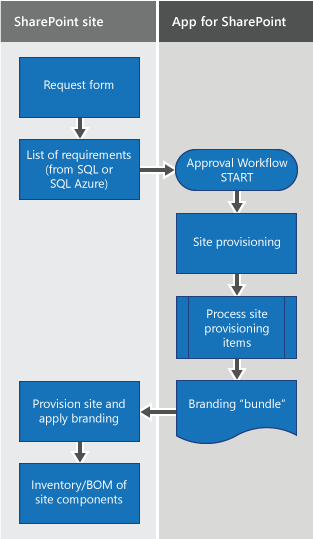 SharePoint site
App for SharePoint
Request form
List of requirements
(from SQL or
SQL Azure)
Approval Workflow
START
Site provisioning
Process site
provisioning
items
Branding “bundle”
Provision site and
apply branding
Inventory/BOM of
site components